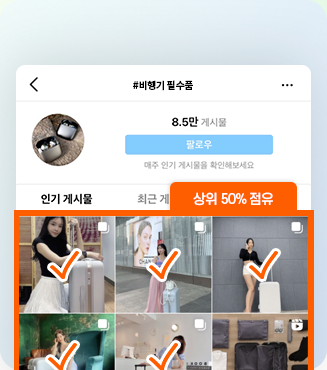 #비행기 필수품
8.5만 게시물
팔로우
매주 인기 게시물을 확인해보세요
인기 게시물
최근 게
상위 50% 점유